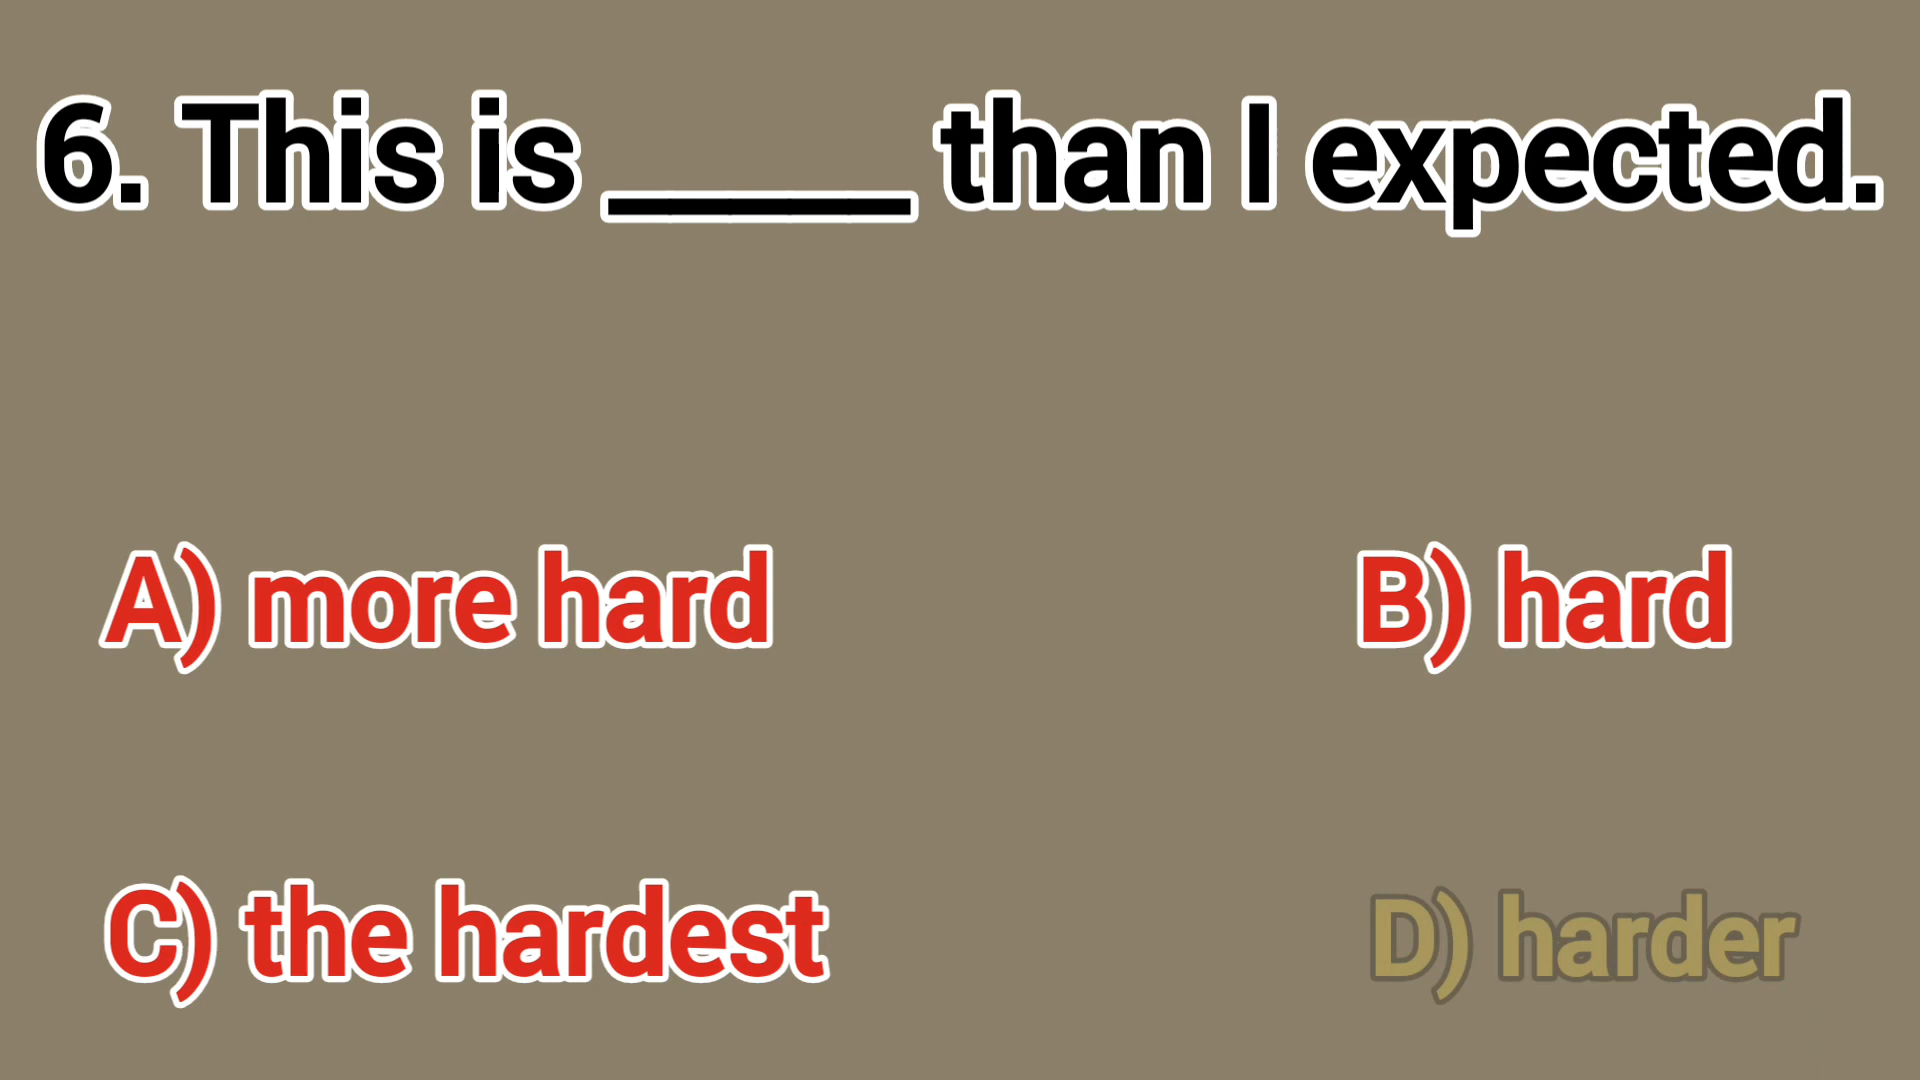 6. This is _____ than I expected.
A) more hard
B) hard
C) the hardest
D) harder